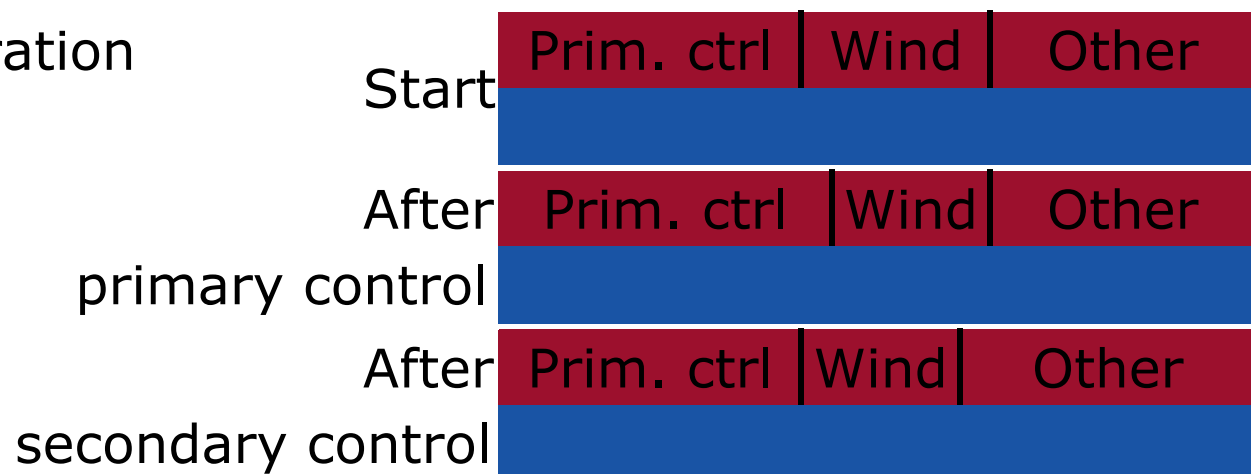 ration
Start
Prim. ctrl Wind Other
After
primary control
Prim. ctrl Wind Other
After
secondary control
Prim. ctrl Wind Other